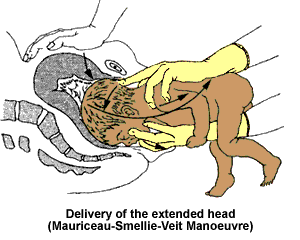 Delivery of the extended head
(Mauriceau-Smellie-Veit Manoeuvre)